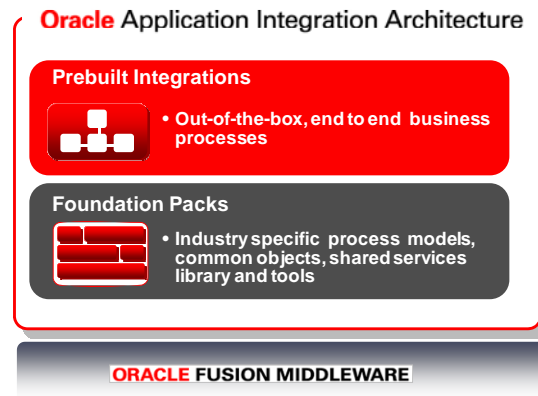 Oracle Application Integration Architecture
Prebuilt Integrations
• Out-of-the-box, end to end business
processes
Foundation Packs
• Industry specific process models,
common objects, shared services
library and tools
ORACLE FUSION MIDDLEWARE